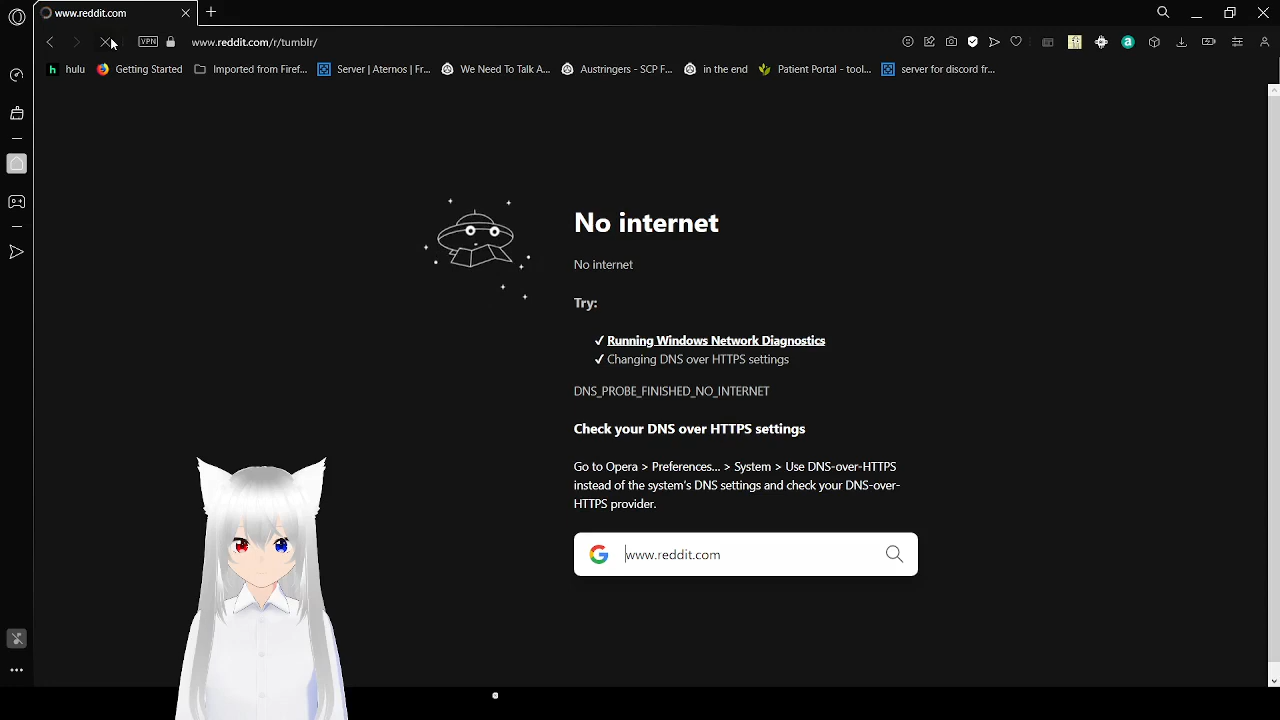 www.reddit.com
VPN
www.reddit.com/r/tumblr/
a
h hulu
Getting Started
Imported from Firef...
Server | Aternos | Fr...
We Need To Talk A...
Austringers - SCP F...
in the end
Patient Portal - tool...
server for discord fr...
No internet
No internet
Try:
✓ Running Windows Network Diagnostics
✓ Changing DNS over HTTPS settings
DNS_PROBE_FINISHED_NO_INTERNET
Check your DNS over HTTPS settings
Go to Opera > Preferences... > System > Use DNS-over-HTTPS
instead of the system's DNS settings and check your DNS-over-
HTTPS provider.
G www.reddit.com